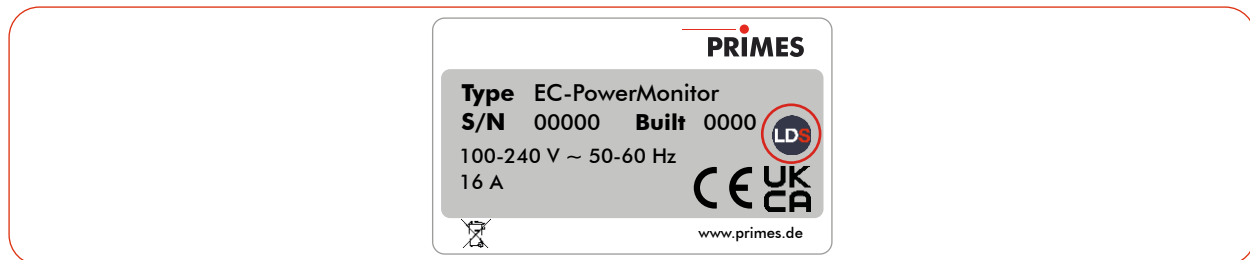 PRIMES
Type EC-PowerMonitor
S/N 00000 Built 0000
LDS
100-240 V ~ 50-60 Hz
16 A
CE UK
CA
www.primes.de